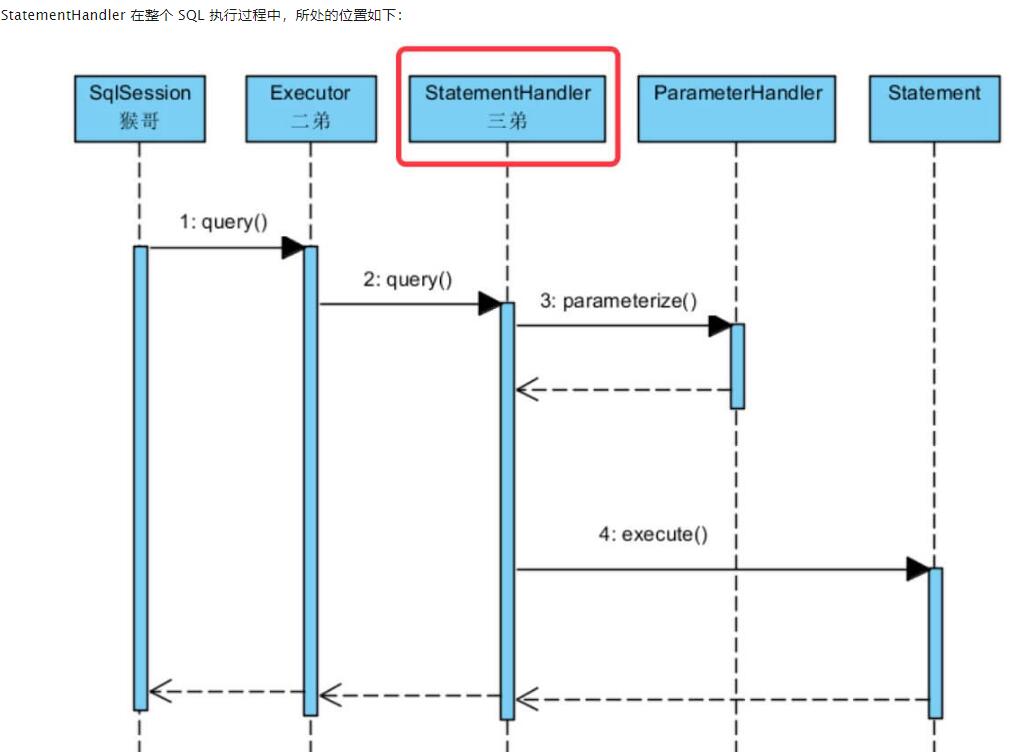 StatementHandler 在整个 SQL 执行过程中，所处的位置如下：
SqlSession
猴哥
Executor
二弟
StatementHandler
三弟
ParameterHandler
Statement
1: query()
2: query()
3: parameterize()
4: execute()